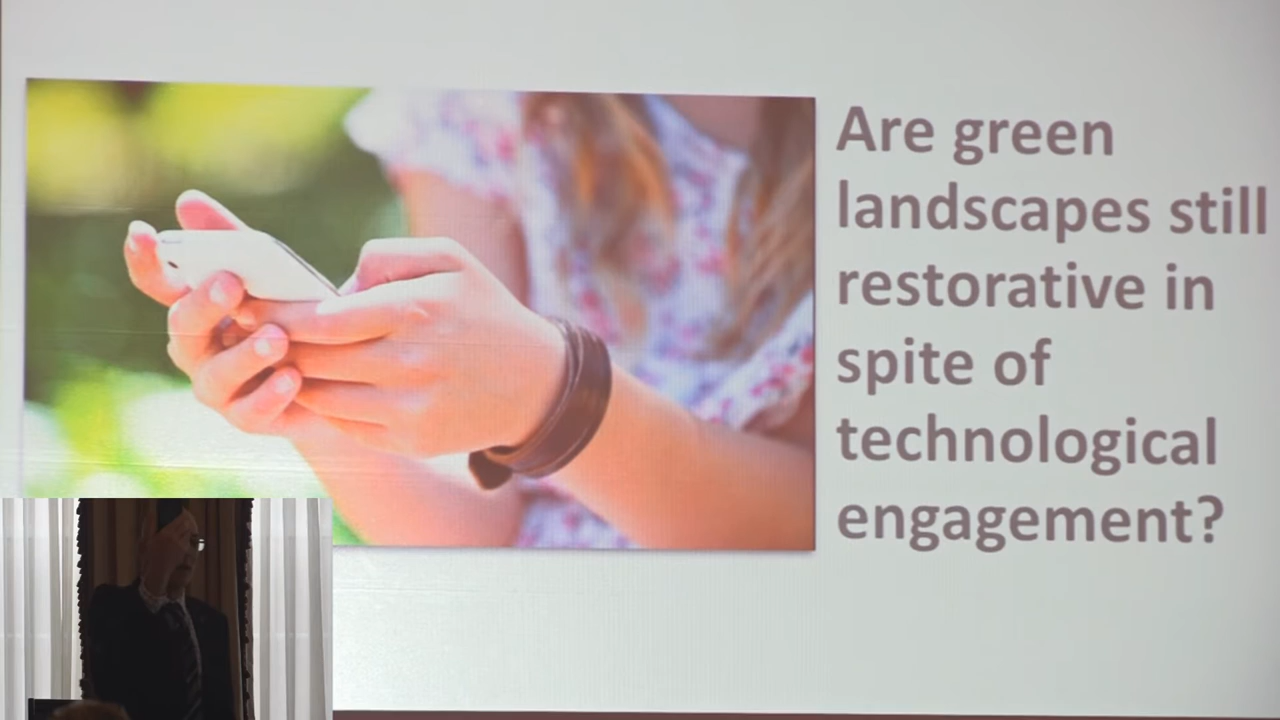 Are green
landscapes still
restorative in
spite of
technological
engagement?